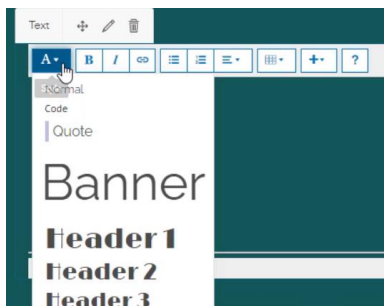 Text
A B I ?
Normal
Code
Quote
Banner
Header 1
Header 2
Header 3